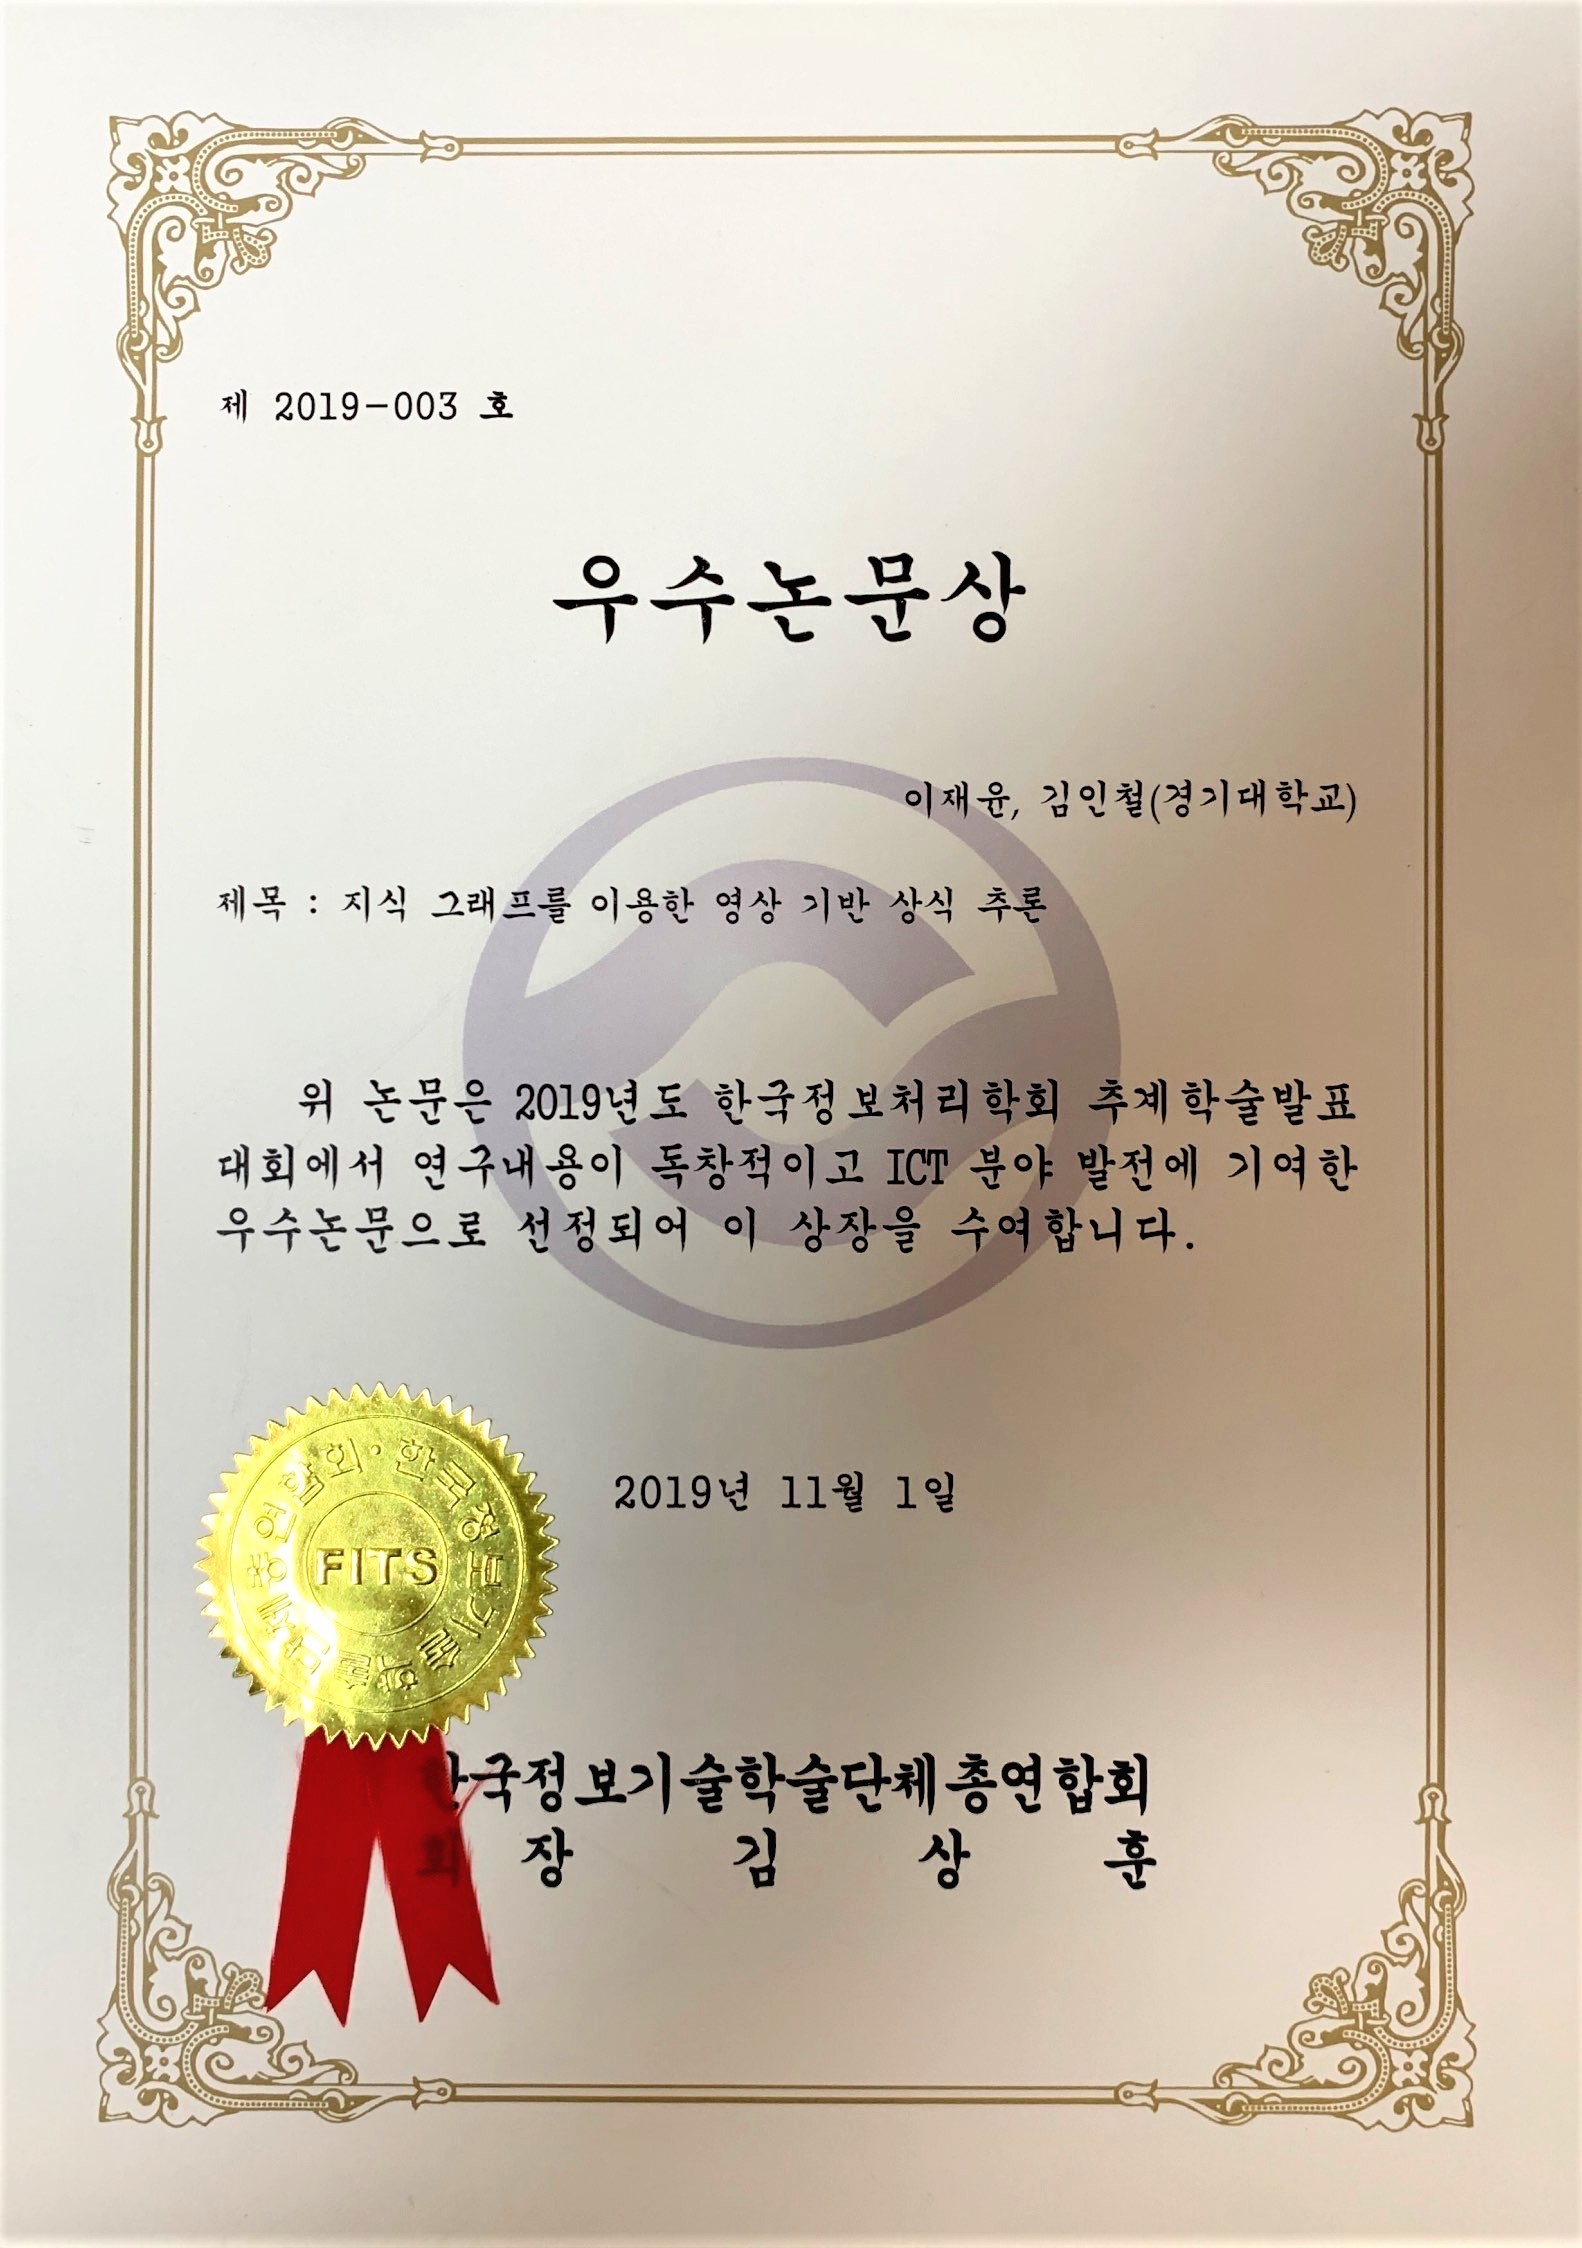 제 2019-003 호
우수논문상
이재윤, 김인철(경기대학교)
제목 : 지식 그래프를 이용한 영상 기반 상식 추론
위 논문은 2019년도 한국정보처리학회 추계학술발표
대회에서 연구내용이 독창적이고 ICT 분야 발전에 기여한
우수논문으로 선정되어 이 상장을 수여합니다.
2019년 11월 1일
한국정보기술학술단체총연합회
FITS
한국정보기술학술단체총연합회
회 장 김 상 훈